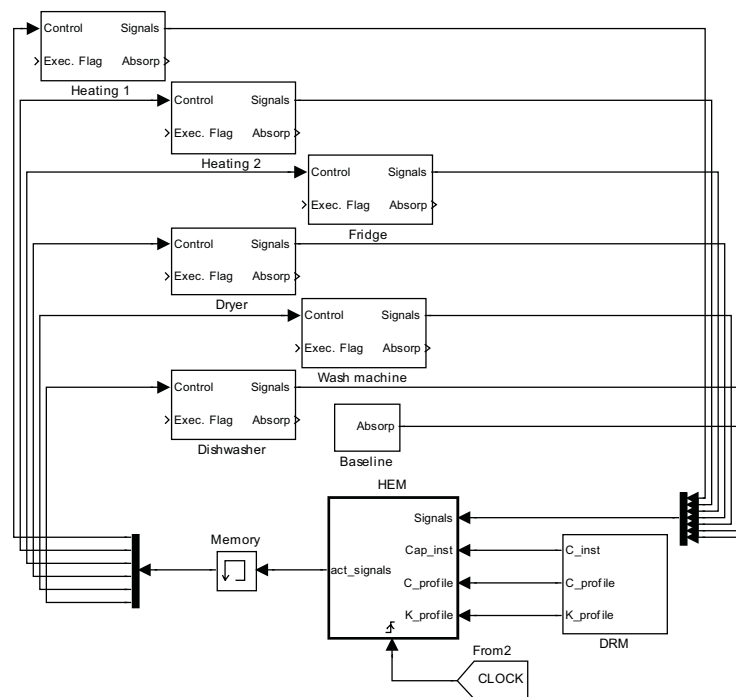 Control Signals
Exec. Flag Absorp
Heating 1
Control Signals
Exec. Flag Absorp
Heating 2
Control Signals
Exec. Flag Absorp
Fridge
Control Signals
Exec. Flag Absorp
Dryer
Control Signals
Exec. Flag Absorp
Wash machine
Control Signals
Exec. Flag Absorp
Dishwasher
Absorp
Baseline
HEM
Signals
Cap_inst
act_signals
C_profile
K_profile
Memory
C_inst
C_profile
K_profile
DRM
From2
CLOCK